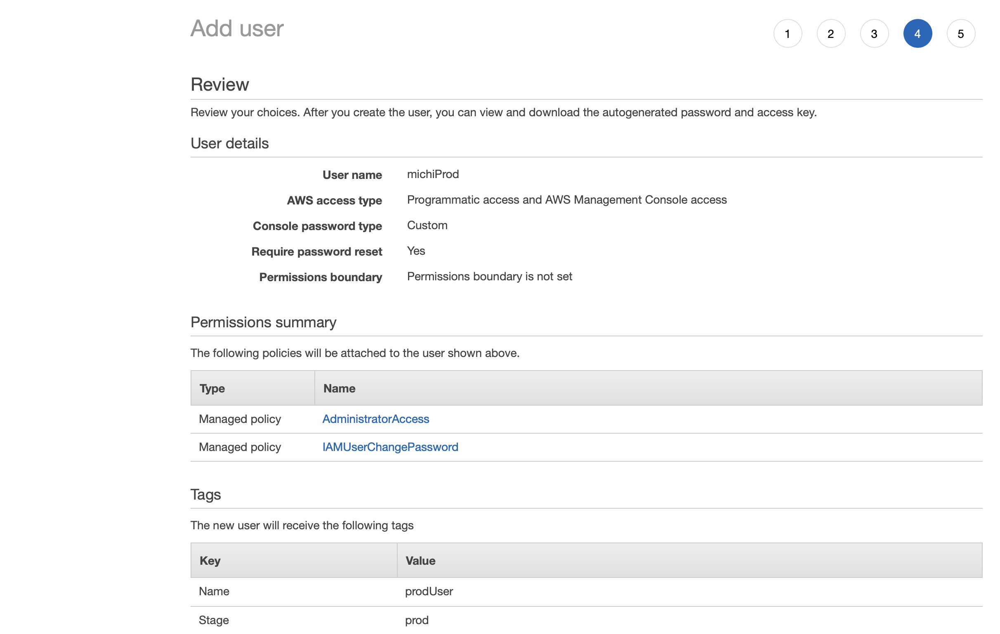 Add user
1 2 3 4 5
Review
Review your choices. After you create the user, you can view and download the autogenerated password and access key.
User details
User name michiProd
AWS access type Programmatic access and AWS Management Console access
Console password type Custom
Require password reset Yes
Permissions boundary Permissions boundary is not set
Permissions summary
The following policies will be attached to the user shown above.
Type Name
Managed policy AdministratorAccess
Managed policy IAMUserChangePassword
Tags
The new user will receive the following tags
Key Value
Name prodUser
Stage prod